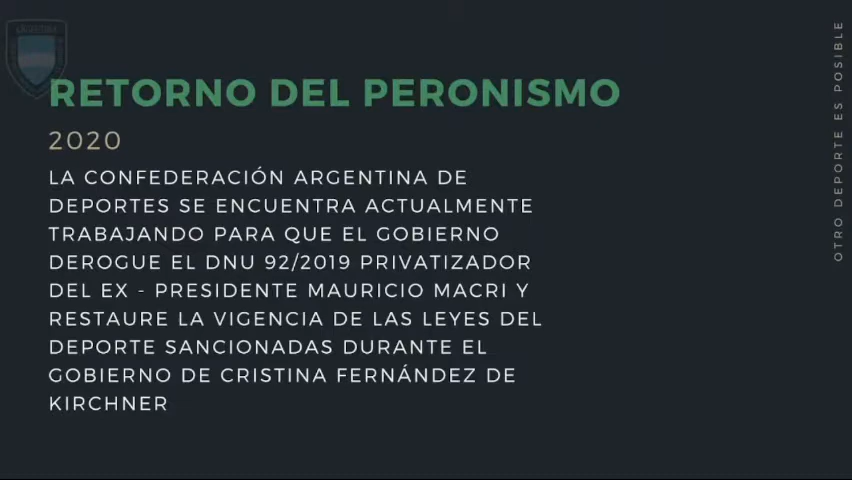 RETORNO DEL PERONISMO
2020
LA CONFEDERACIÓN ARGENTINA DE
DEPORTES SE ENCUENTRA ACTUALMENTE
TRABAJANDO PARA QUE EL GOBIERNO
DEROGUE EL DNU 92/2019 PRIVATIZADOR
DEL EX - PRESIDENTE MAURICIO MACRI Y
RESTAURE LA VIGENCIA DE LAS LEYES DEL
DEPORTE SANCIONADAS DURANTE EL
GOBIERNO DE CRISTINA FERNÁNDEZ DE
KIRCHNER
OTRO DEPORTE ES POSIBLE